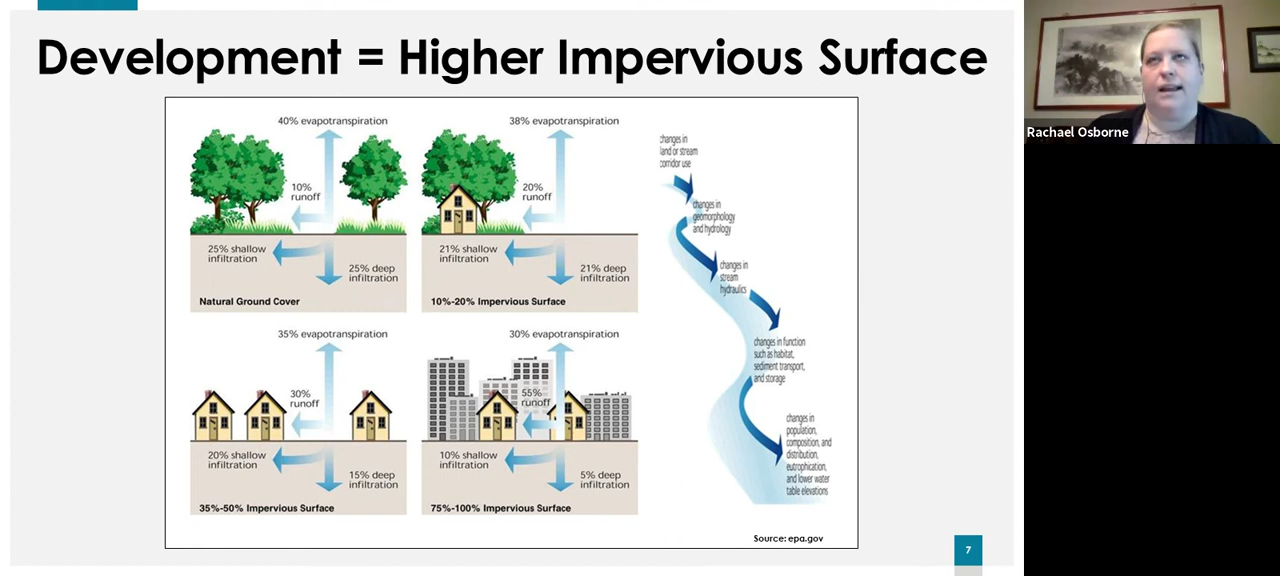 Development = Higher Impervious Surface
40% evapotranspiration
10%
runoff
25% shallow
infiltration
25% deep
infiltration
Natural Ground Cover
38% evapotranspiration
20%
runoff
21% shallow
infiltration
21% deep
infiltration
10%-20% Impervious Surface
35% evapotranspiration
30%
runoff
20% shallow
infiltration
15% deep
infiltration
35%-50% Impervious Surface
30% evapotranspiration
55%
runoff
10% shallow
infiltration
5% deep
infiltration
75%-100% Impervious Surface
changes in
land or stream
corridor use
changes in
geomorphology
and hydrology
changes in
stream
hydraulics
changes in function
such as habitat,
sediment transport,
and storage
changes in
population,
composition, and
distribution,
eutrophication,
and lower water
table elevations
Source: epa.gov
7
Rachael Osborne